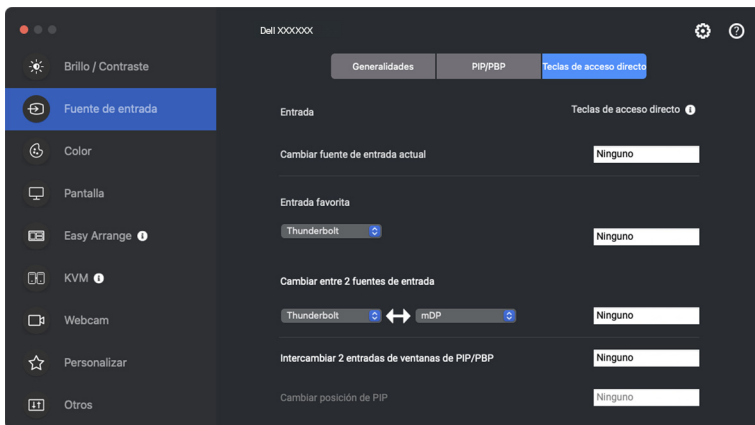 Dell XXXXXX
Brillo / Contraste
Fuente de entrada
Color
Pantalla
Easy Arrange
KVM
Webcam
Personalizar
Otros
Generalidades
PIP/PBP
Teclas de acceso directo
Entrada
Teclas de acceso directo
Cambiar fuente de entrada actual
Ninguno
Entrada favorita
Thunderbolt
Ninguno
Cambiar entre 2 fuentes de entrada
Thunderbolt
mDP
Ninguno
Intercambiar 2 entradas de ventanas de PIP/PBP
Ninguno
Cambiar posición de PIP
Ninguno